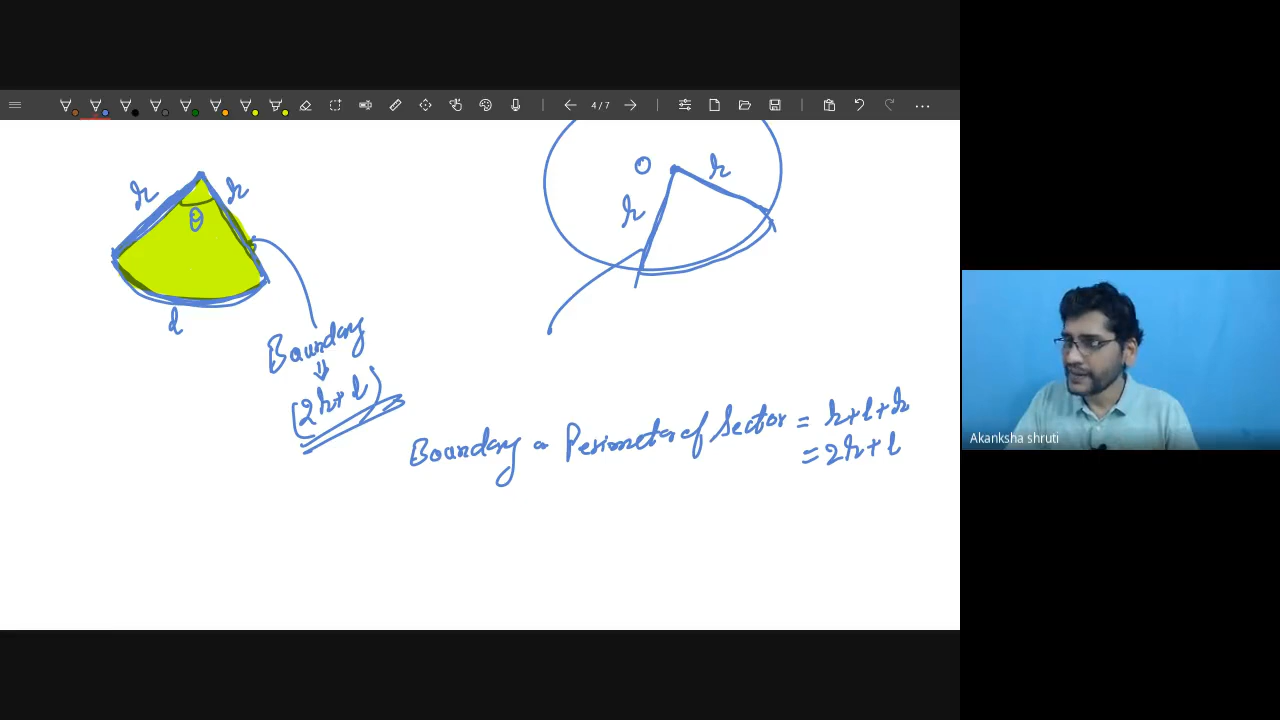 4 / 7
r
r
θ
l
Boundary
⇓
(2r+l)
O
r
r
Boundary or Perimeter of Sector = r+l+r
= 2r+l
Akanksha shruti